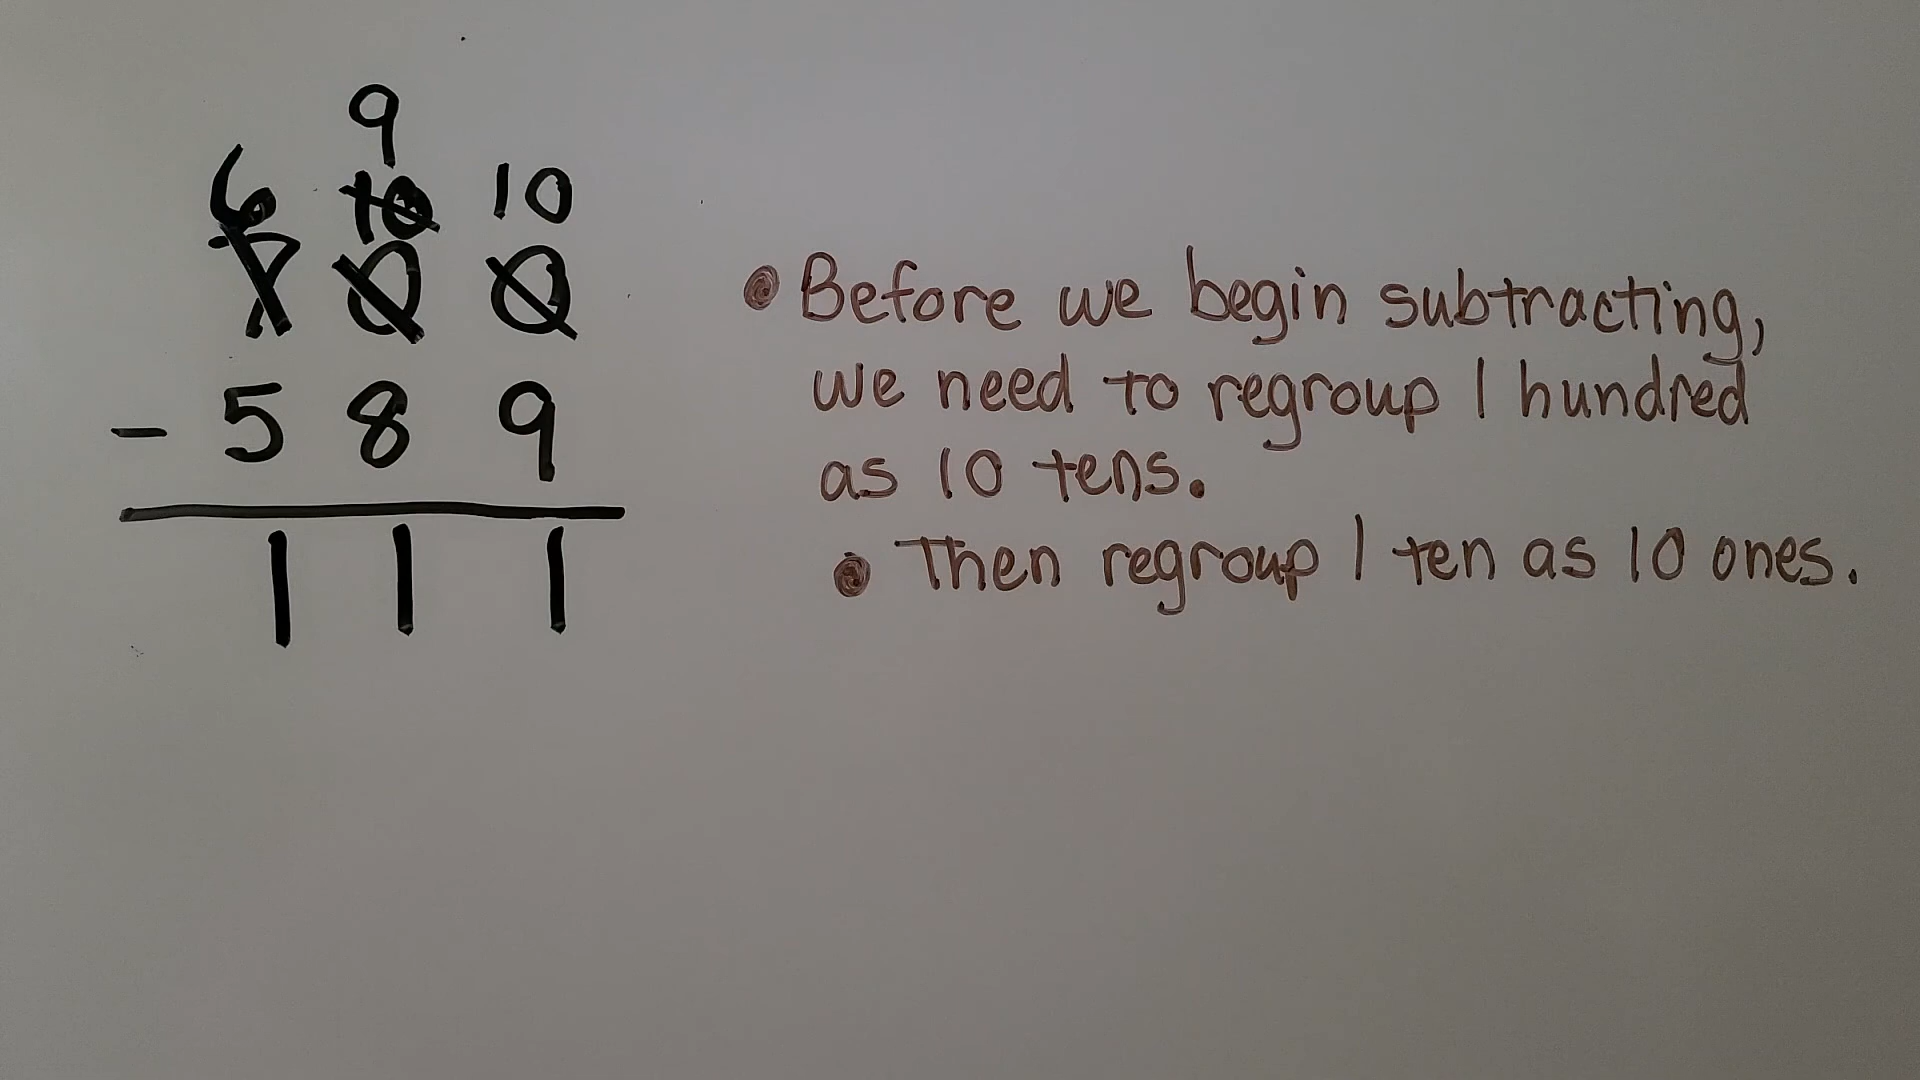 9
6 10 10
7 0 0
- 5 8 9
1 1 1
• Before we begin subtracting,
we need to regroup 1 hundred
as 10 tens.
• Then regroup 1 ten as 10 ones.